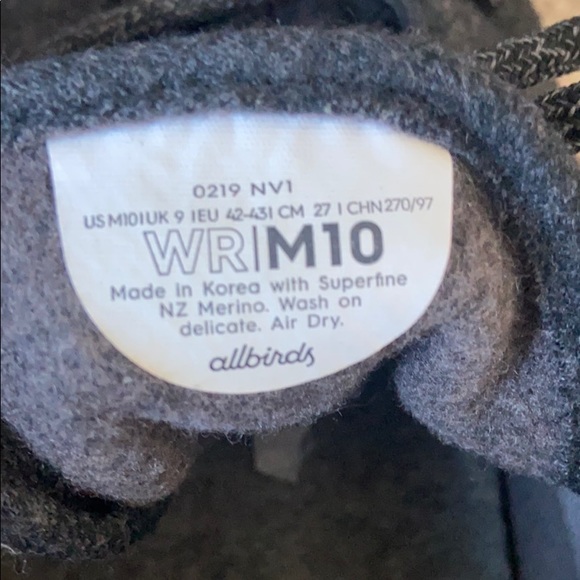 0219 NV1
US M10 | UK 9 | EU 42-43 | CM 27 | CHN 270/97
WR|M10
Made in Korea with Superfine
NZ Merino. Wash on
delicate. Air Dry.
allbirds